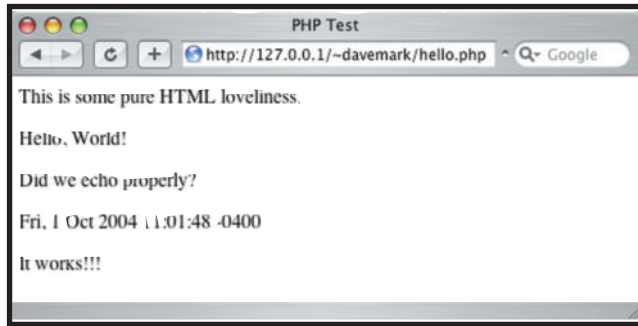 PHP Test
http://127.0.0.1/~davemark/hello.php
Google
This is some pure HTML loveliness.
Hello, World!
Did we echo properly?
Fri, 1 Oct 2004 11:01:48 -0400
It works!!!